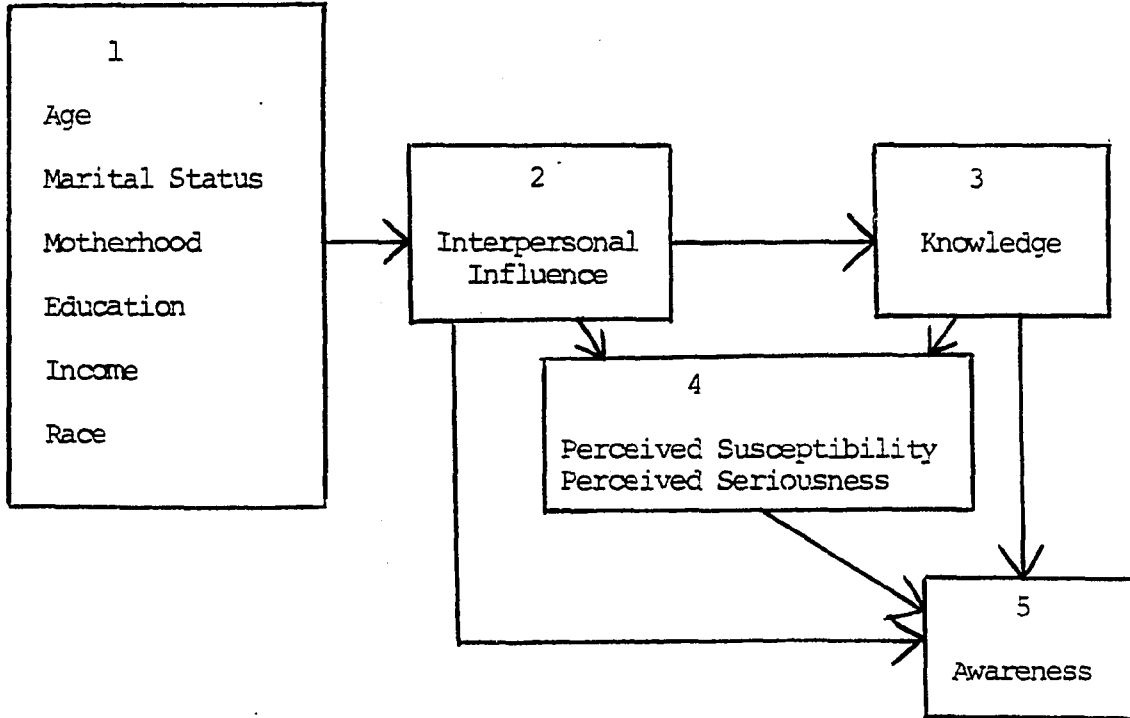 1
Age
Marital Status
Motherhood
Education
Income
Race
2
Interpersonal
Influence
3
Knowledge
4
Perceived Susceptibility
Perceived Seriousness
5
Awareness